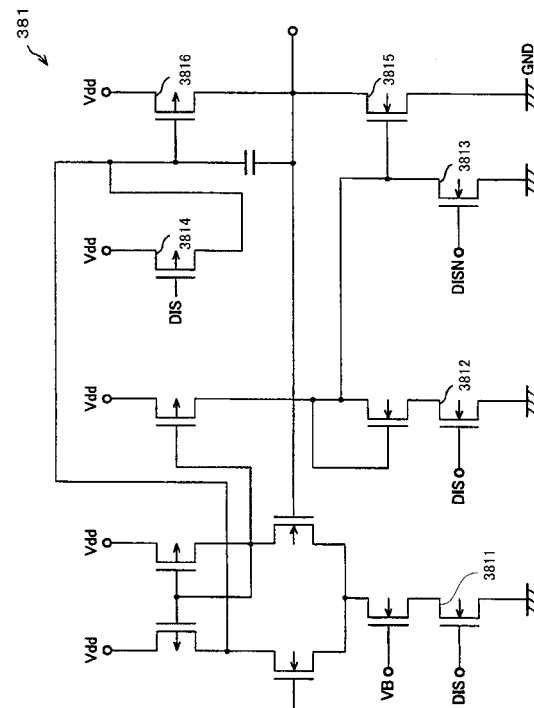 381
Vdd
3816
3815
GND
Vdd
3814
DIS
3813
DISN
Vdd
3812
DIS
Vdd
Vdd
3811
VB
DIS